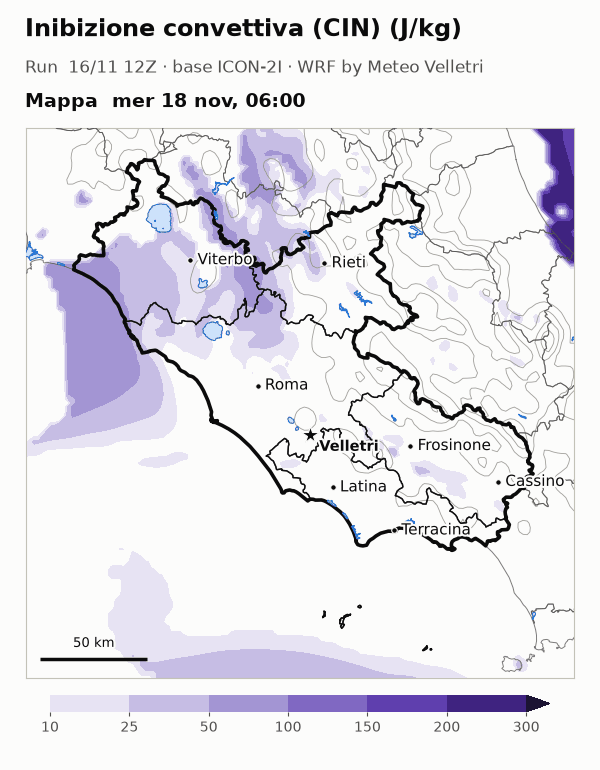 Inibizione convettiva (CIN) (J/kg)
Run 16/11 12Z · base ICON-2I · WRF by Meteo Velletri
Mappa mer 18 nov, 06:00
Viterbo
Rieti
Roma
Velletri
Frosinone
Cassino
Latina
Terracina
50 km
10 25 50 100 150 200 300